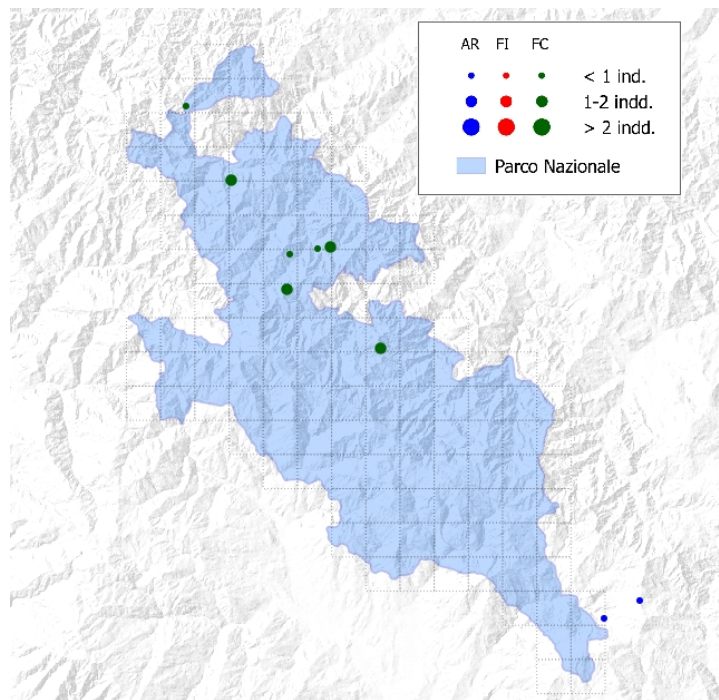 AR FI FC
< 1 ind.
1-2 indd.
> 2 indd.
Parco Nazionale